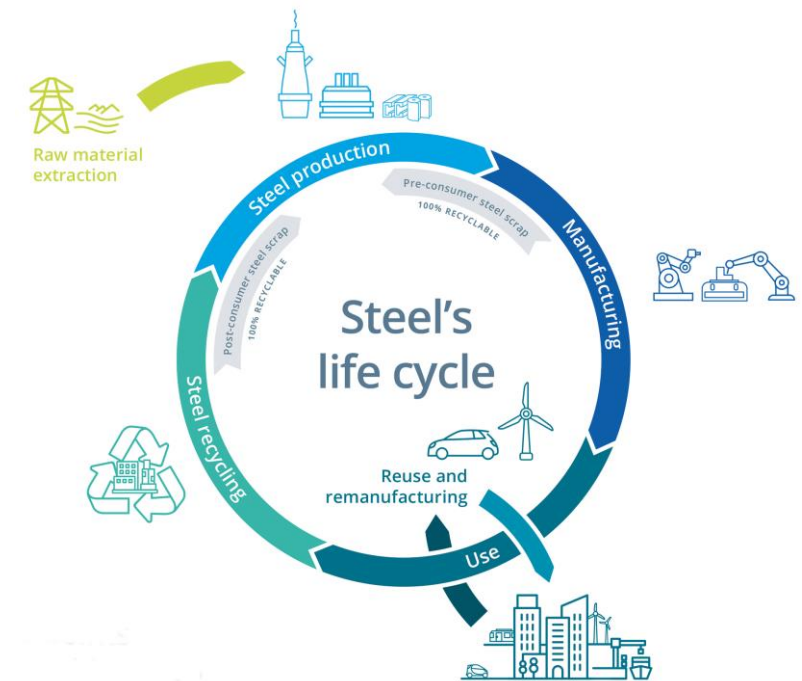 Raw material
extraction
Steel production
Pre-consumer steel scrap
100% RECYCLABLE
Manufacturing
Post-consumer steel scrap
100% RECYCLABLE
Steel's
life cycle
Steel recycling
Reuse and
remanufacturing
Use